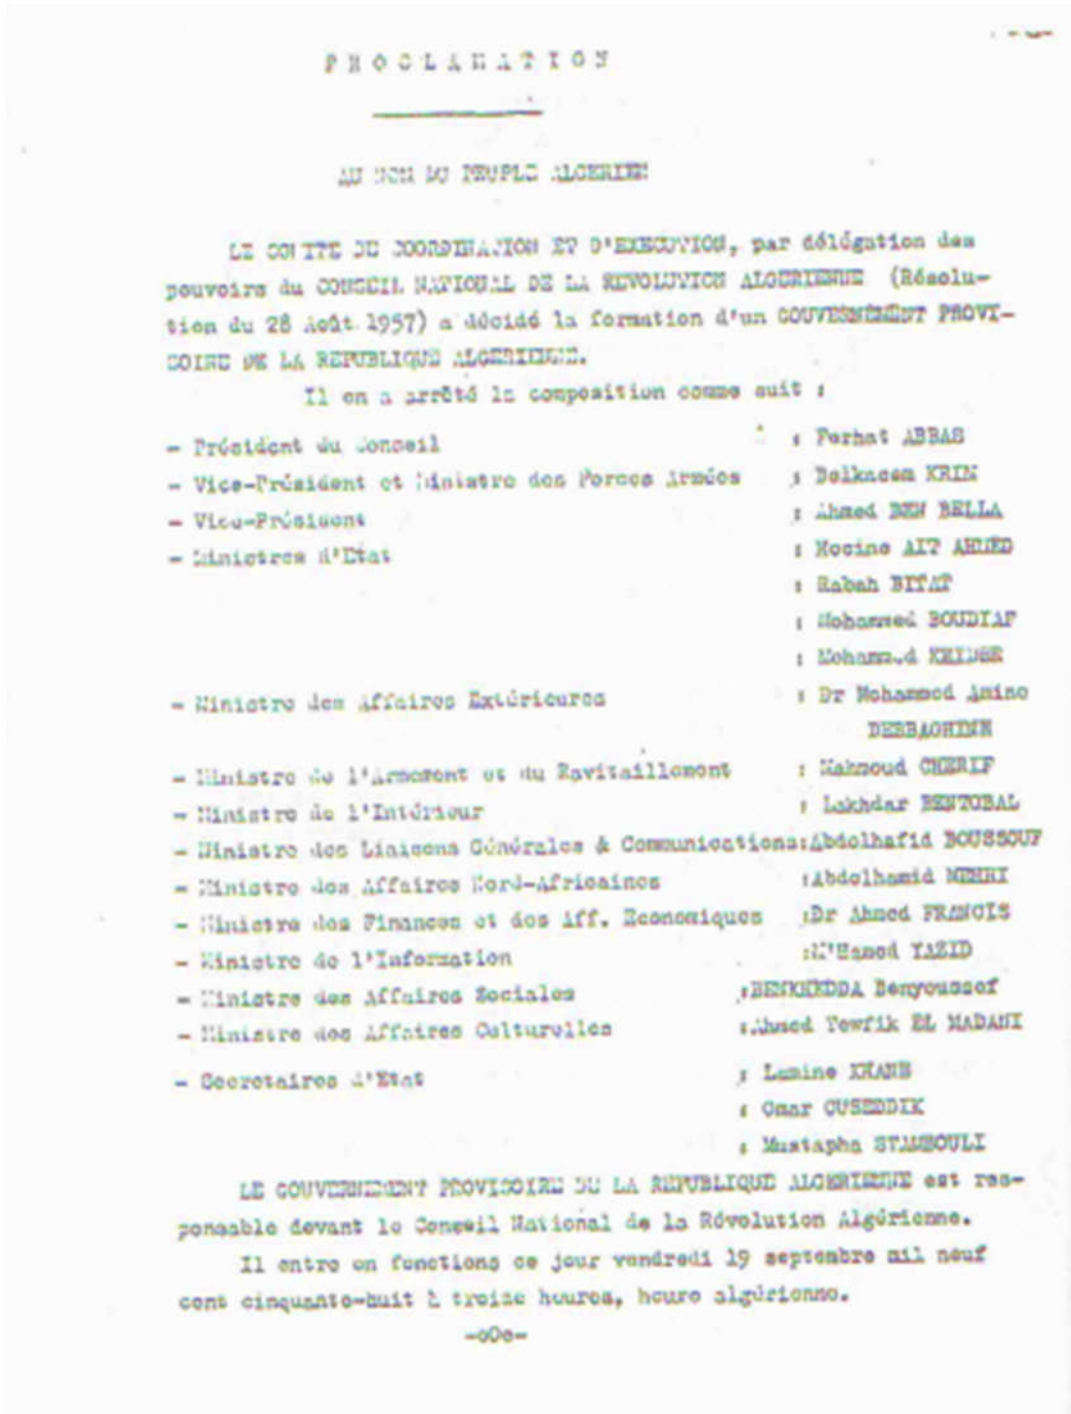 PROCLAMATION
AU NOM DU PEUPLE ALGERIEN
LE COMITE DE COORDINATION ET D'EXECUTION, par délégation des
pouvoirs du CONSEIL NATIONAL DE LA REVOLUTION ALGERIENNE (Résolu-
tion du 28 Août 1957) a décidé la formation d'un GOUVERNEMENT PROVI-
SOIRE DE LA REPUBLIQUE ALGERIENNE.
Il en a arrêté la composition comme suit :
- Président du Conseil : Ferhat ABBAS
- Vice-Président et Ministre des Forces Armées : Belkacem KRIM
- Vice-Président : Ahmed BEN BELLA
- Ministres d'Etat : Hocine AIT AHMED
: Rabah BITAT
: Mohammed BOUDIAF
: Mohammed KHIDER
- Ministre des Affaires Extérieures : Dr Mohammed Amine
DEBBAGHINE
- Ministre de l'Armement et du Ravitaillement : Mahmoud CHERIF
- Ministre de l'Intérieur : Lakhdar BENTOBAL
- Ministre des Liaisons Générales & Communications:Abdelhafid BOUSSOUF
- Ministre des Affaires Nord-Africaines :Abdelhamid MEHRI
- Ministre des Finances et des Aff. Economiques :Dr Ahmed FRANCIS
- Ministre de l'Information :M'Hamed YAZID
- Ministre des Affaires Sociales :BENKHEDDA Benyoussef
- Ministre des Affaires Culturelles :Ahmed Tewfik EL MADANI
- Secretaires d'Etat : Lamine KHANE
: Omar OUSEDDIK
: Mustapha STAMBOULI
LE GOUVERNEMENT PROVISOIRE DE LA REPUBLIQUE ALGERIENNE est res-
ponsable devant le Conseil National de la Révolution Algérienne.
Il entre en fonctions ce jour vendredi 19 septembre mil neuf
cent cinquante-huit à treize heures, heure algérienne.
-oOo-